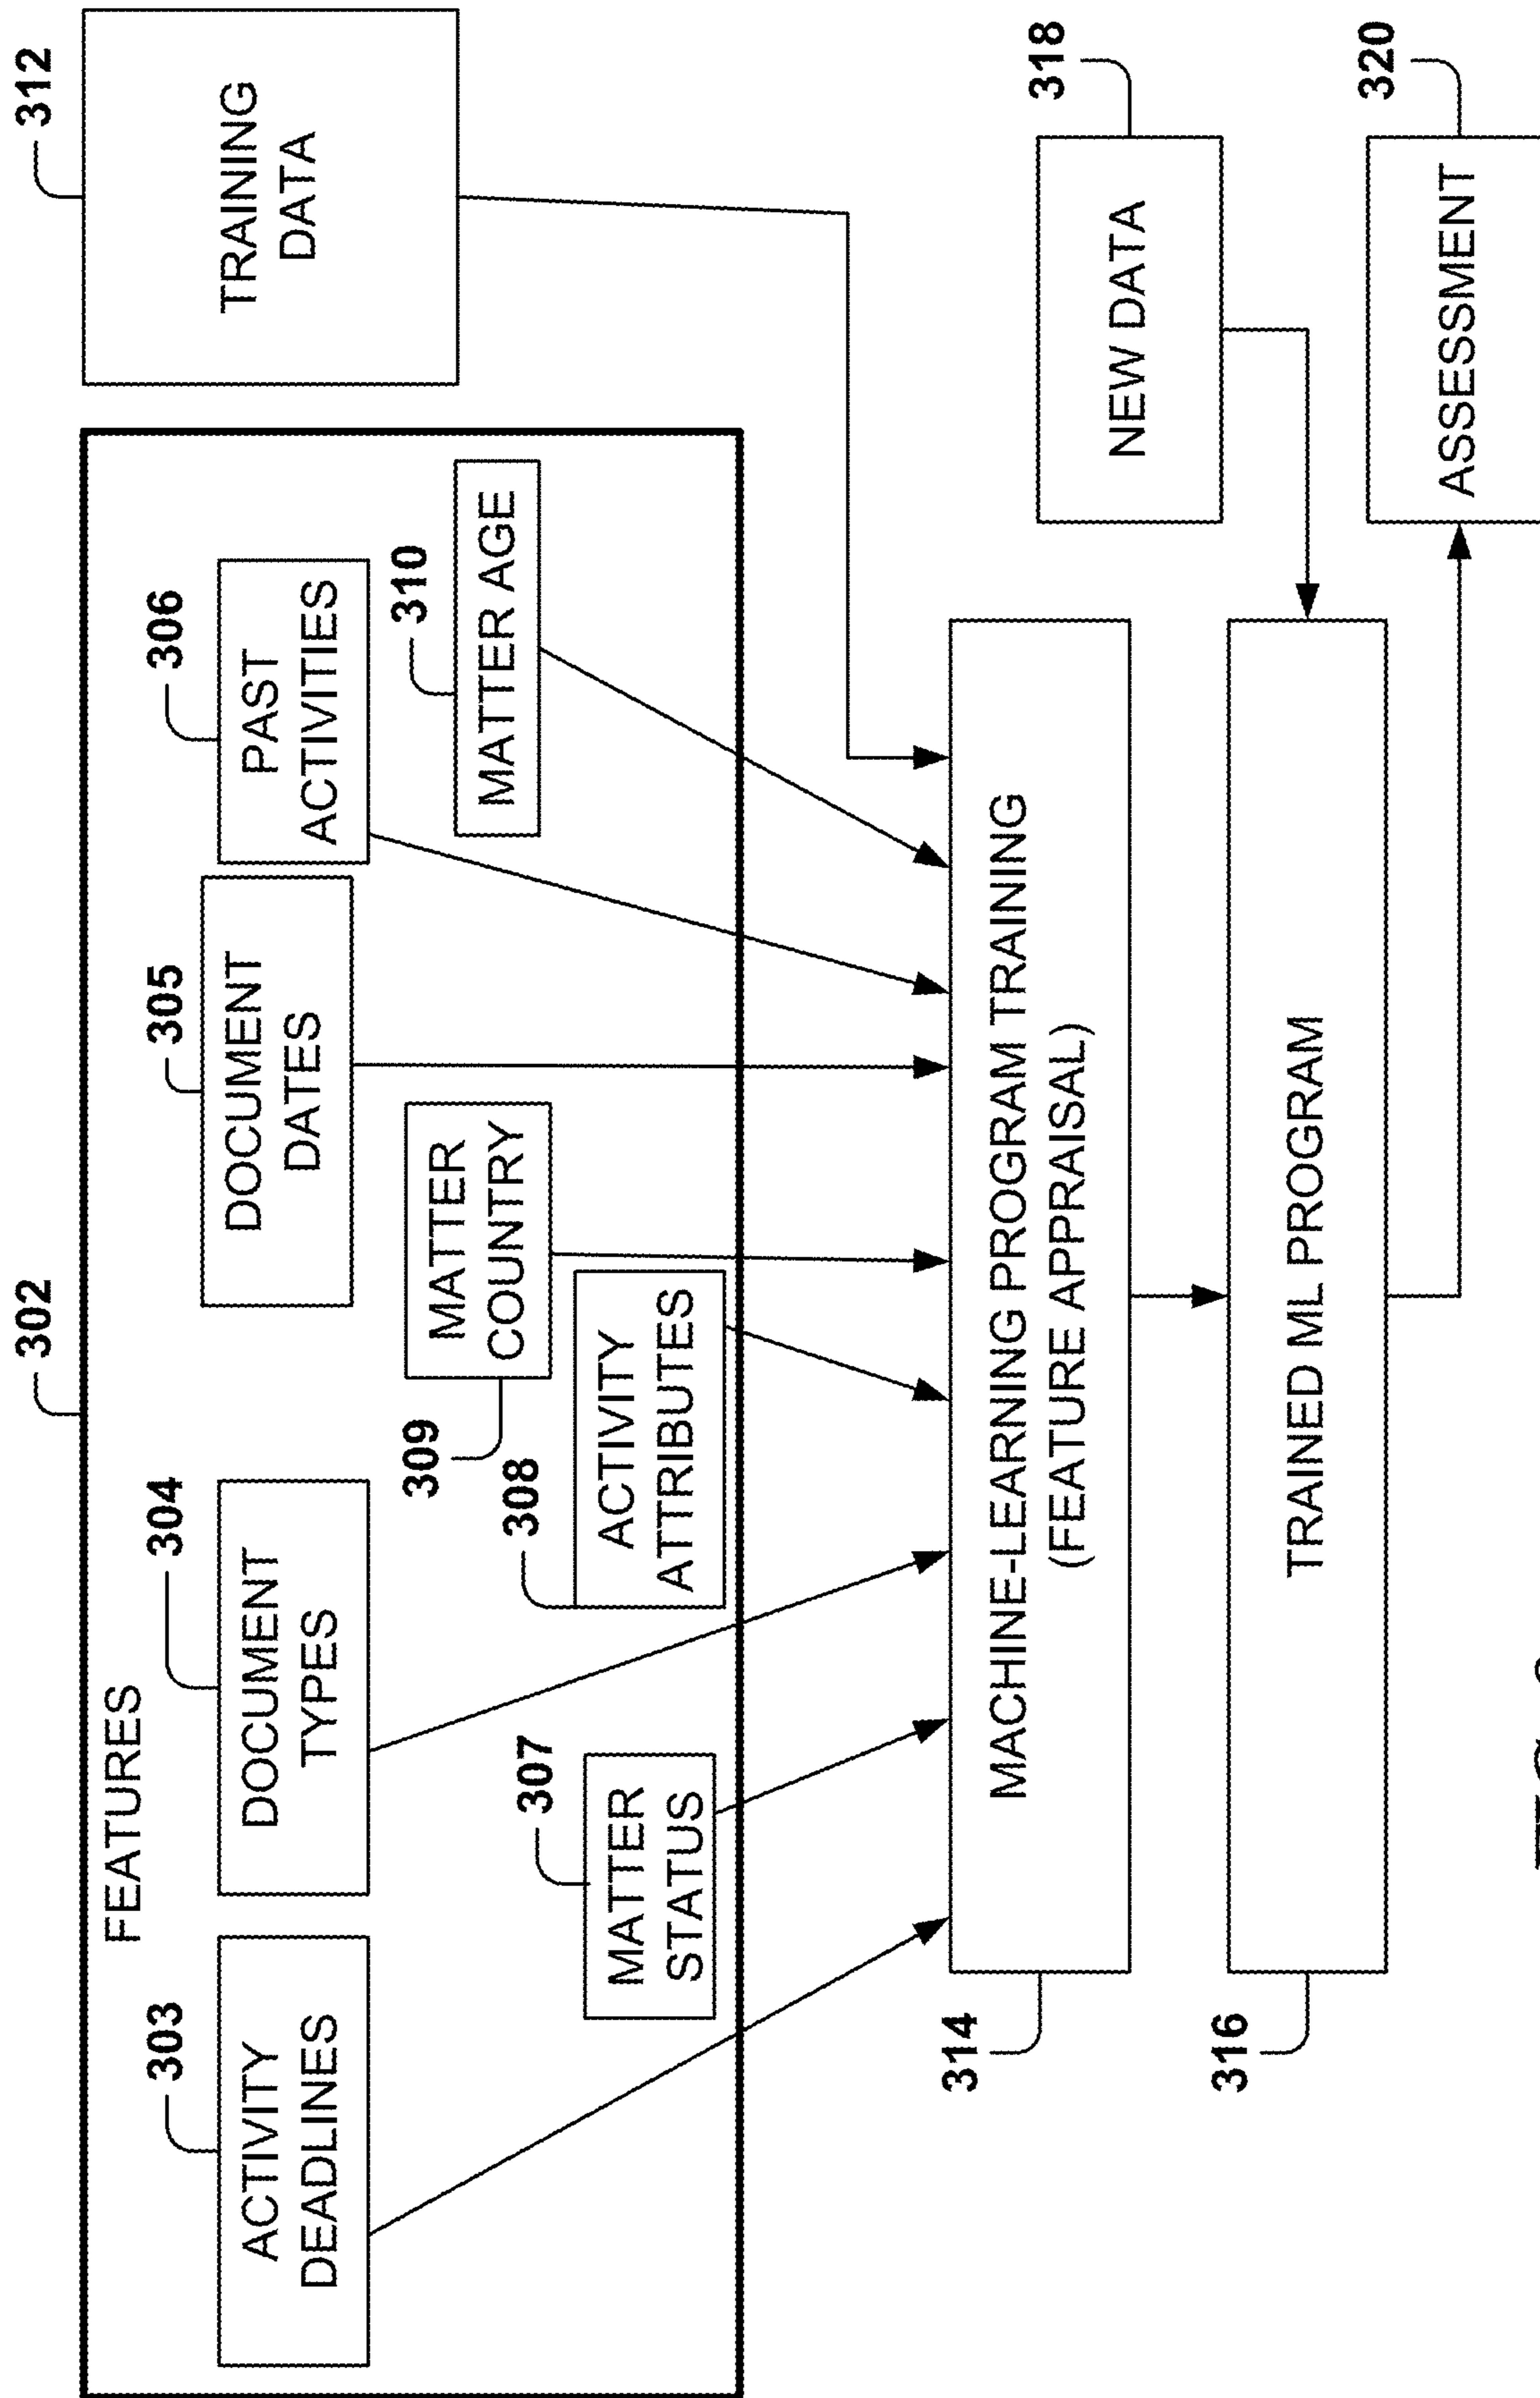 302
312
FEATURES
303
ACTIVITY
DEADLINES
304
DOCUMENT
TYPES
305
DOCUMENT
DATES
306
PAST
ACTIVITIES
307
MATTER
STATUS
308
ACTIVITY
ATTRIBUTES
309
MATTER
COUNTRY
310
MATTER AGE
TRAINING
DATA
314
MACHINE-LEARNING PROGRAM TRAINING
(FEATURE APPRAISAL)
318
NEW DATA
316
TRAINED ML PROGRAM
320
ASSESSMENT